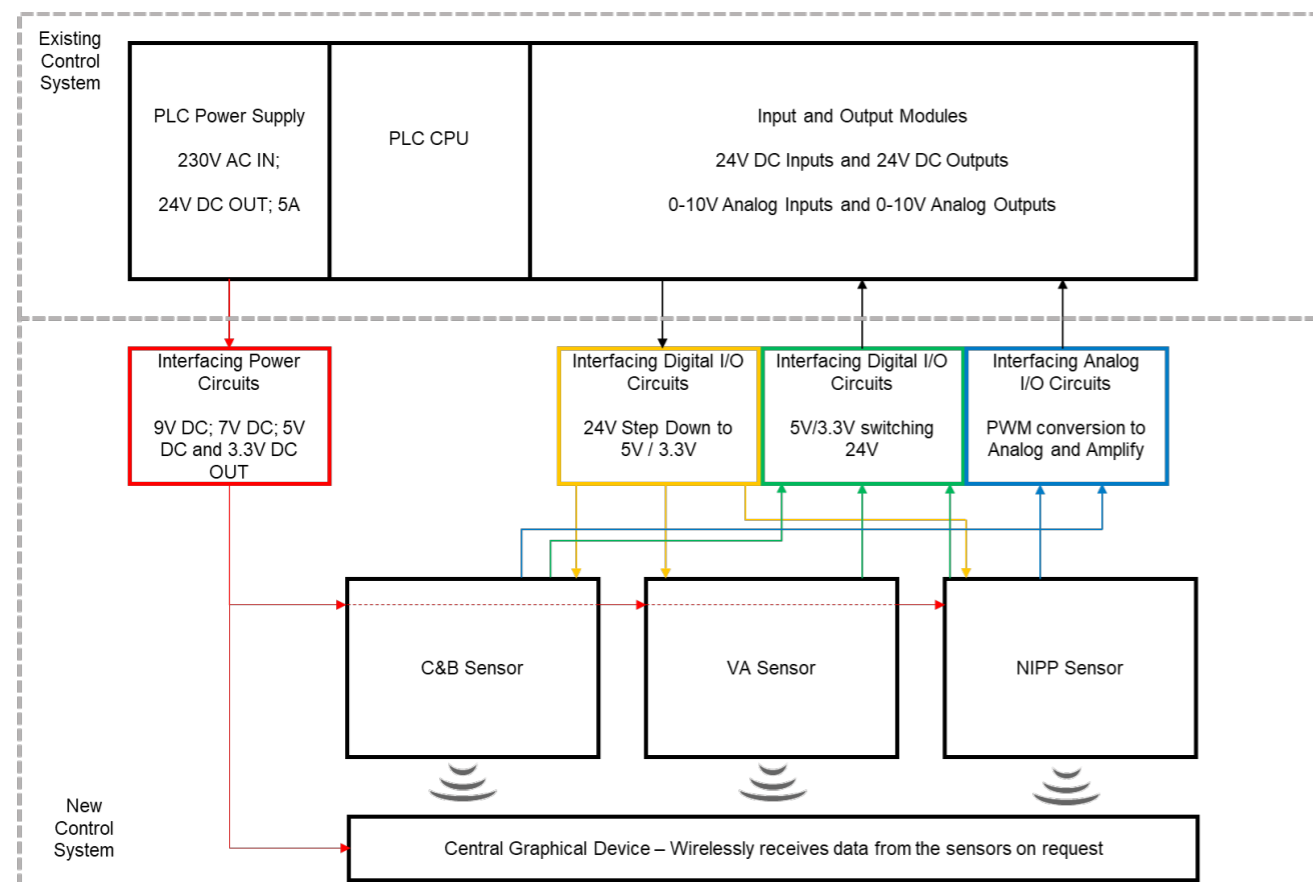 Existing
Control
System
PLC Power Supply
230V AC IN;
24V DC OUT; 5A
PLC CPU
Input and Output Modules
24V DC Inputs and 24V DC Outputs
0-10V Analog Inputs and 0-10V Analog Outputs
Interfacing Power
Circuits
9V DC; 7V DC; 5V
DC and 3.3V DC
OUT
Interfacing Digital I/O
Circuits
24V Step Down to
5V / 3.3V
Interfacing Digital I/O
Circuits
5V/3.3V switching
24V
Interfacing Analog
I/O Circuits
PWM conversion to
Analog and Amplify
C&B Sensor
VA Sensor
NIPP Sensor
New
Control
System
Central Graphical Device – Wirelessly receives data from the sensors on request